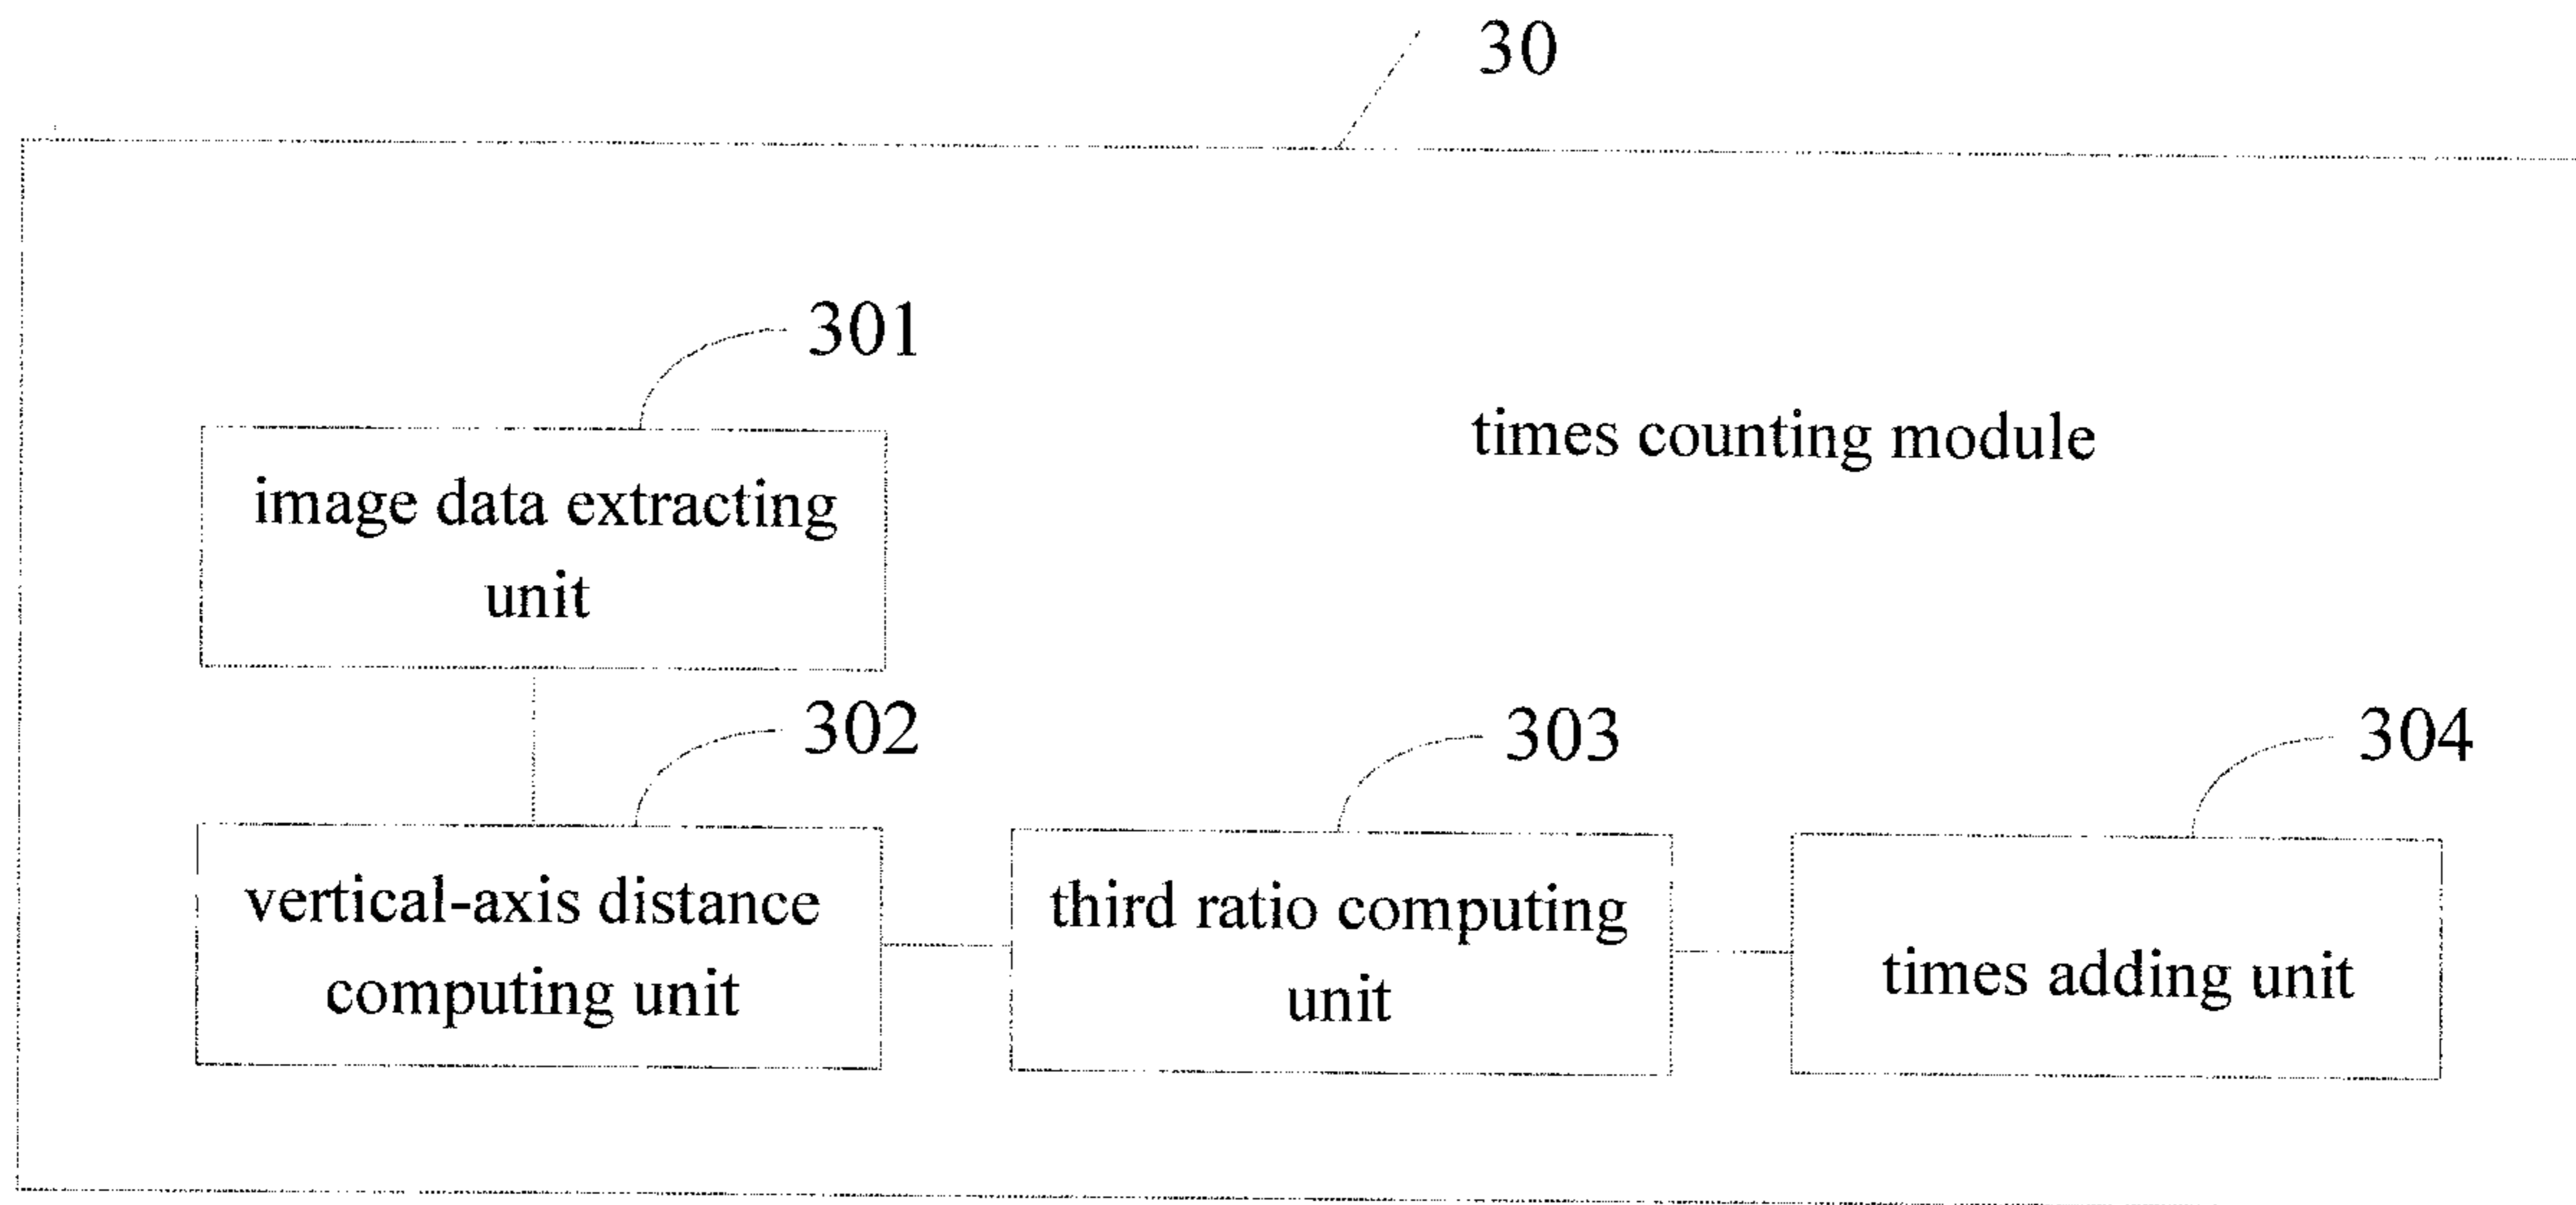 30
301
times counting module
image data extracting
unit
302
303
304
vertical-axis distance
computing unit
third ratio computing
unit
times adding unit